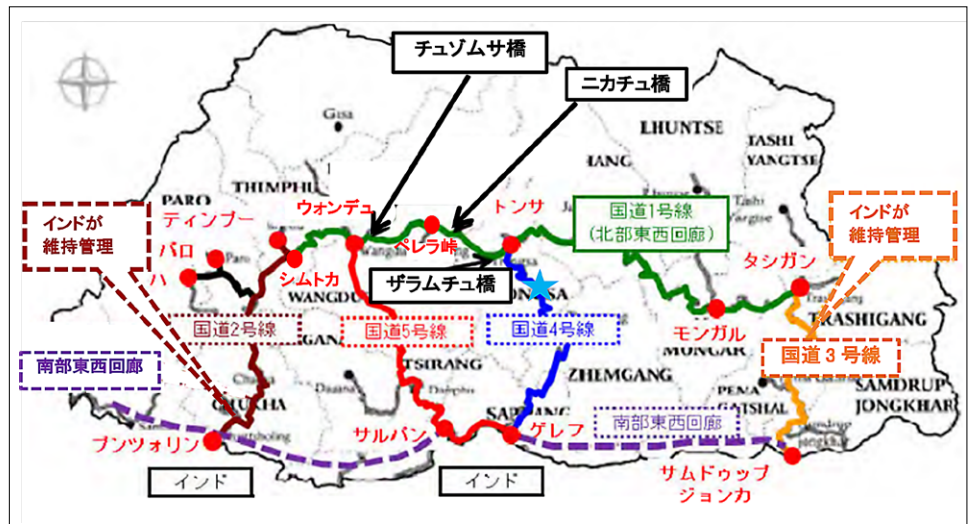 チュゾムサ橋
ニカチュ橋
Gasa
LHUNTSE
TASHI
YANGTSE
PARO
THIMPHU
ティンプー
パロ
ハ
Paro
シムトカ
ウォンデュ
ペレラ峠
トンサ
国道1号線
(北部東西回廊)
インドが
維持管理
インドが
維持管理
タシガン
ザラムチュ橋
WANGDU
モンガル
TRASHIGANG
国道2号線
国道5号線
国道4号線
国道3号線
南部東西回廊
TSIRANG
ZHEMGANG
MONGAR
PEMA
GATSHAL
SAMDRUP
JONGKHAR
Daana
南部東西回廊
プンツォリン
サルパン
ゲレフ
サムドゥップ
ジョンカ
インド
インド